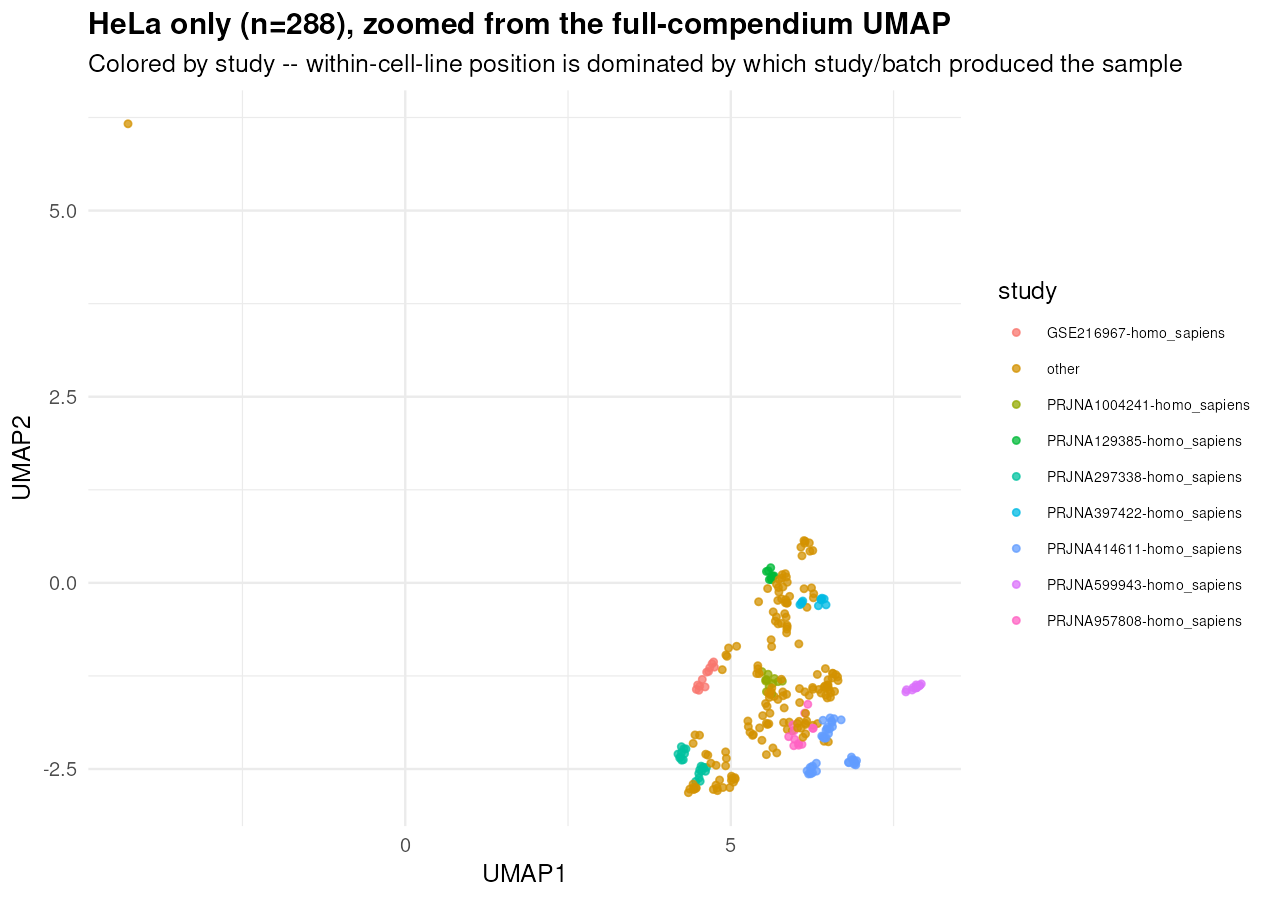 HeLa only (n=288), zoomed from the full-compendium UMAP
Colored by study -- within-cell-line position is dominated by which study/batch produced the sample
5.0
2.5
0.0
-2.5
UMAP2
0
5
UMAP1
study
GSE216967-homo_sapiens
other
PRJNA1004241-homo_sapiens
PRJNA129385-homo_sapiens
PRJNA297338-homo_sapiens
PRJNA397422-homo_sapiens
PRJNA414611-homo_sapiens
PRJNA599943-homo_sapiens
PRJNA957808-homo_sapiens